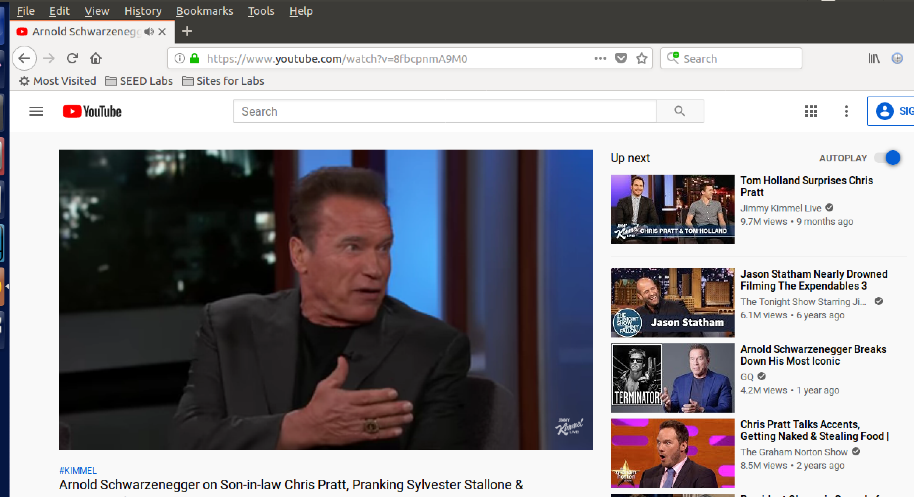 File Edit View History Bookmarks Tools Help
Arnold Schwarzenegg
https://www.youtube.com/watch?v=8fbcpnmA9M0
Search
Most Visited SEED Labs Sites for Labs
YouTube
Search
SIG
Up next
AUTOPLAY
Tom Holland Surprises Chris
Pratt
Jimmy Kimmel Live
9.7M views • 9 months ago
CHRIS PRATT & TOM HOLLAND
Jason Statham Nearly Drowned
Filming The Expendables 3
The Tonight Show Starring Ji...
6.1M views • 6 years ago
Jason Statham
Arnold Schwarzenegger Breaks
Down His Most Iconic
GQ
4.2M views • 1 year ago
TERMINATOR
Chris Pratt Talks Accents,
Getting Naked & Stealing Food |
The Graham Norton Show
8.5M views • 2 years ago
JIMMY
Kimmel
LIVE
#KIMMEL
Arnold Schwarzenegger on Son-in-law Chris Pratt, Pranking Sylvester Stallone &